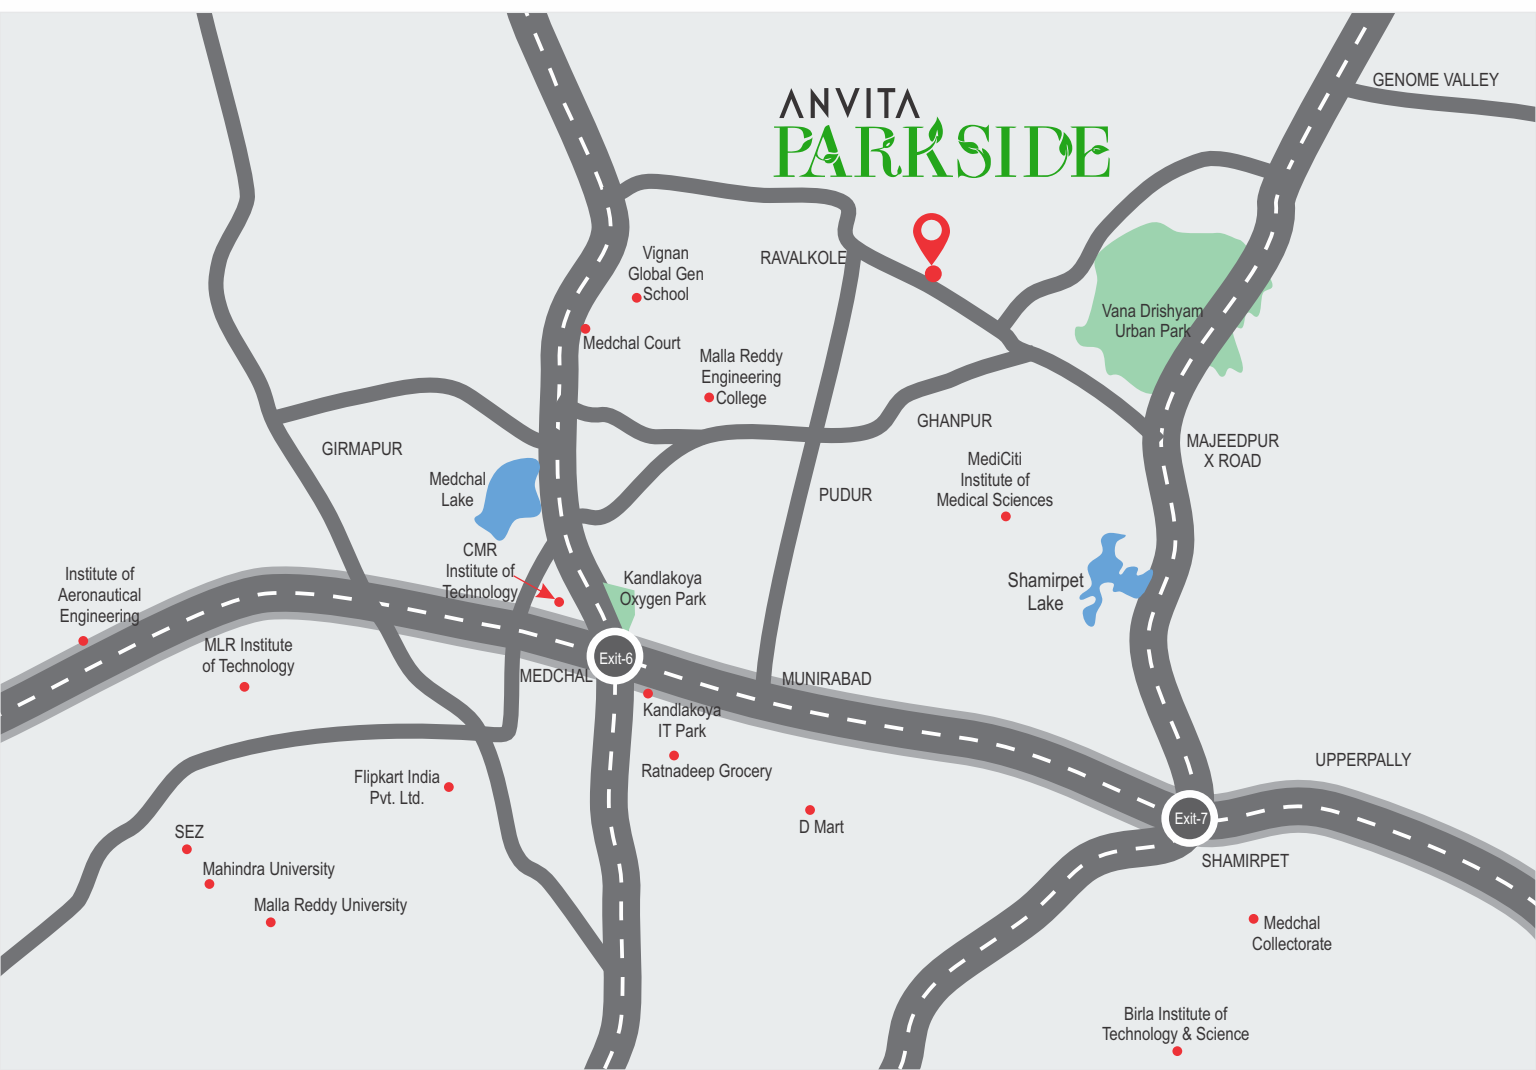 GENOME VALLEY
ANVITA
PARKSIDE
Vignan
Global Gen
School
RAVALKOLE
Medchal Court
Vana Drishyam
Urban Park
Malla Reddy
Engineering
College
GHANPUR
GIRMAPUR
MAJEEDPUR
X ROAD
Medchal
Lake
MediCiti
Institute of
Medical Sciences
PUDUR
CMR
Institute of
Technology
Kandlakoya
Oxygen Park
Shamirpet
Lake
Institute of
Aeronautical
Engineering
MLR Institute
of Technology
Exit-6
MEDCHAL
MUNIRABAD
Kandlakoya
IT Park
Ratnadeep Grocery
UPPERPALLY
Flipkart India
Pvt. Ltd.
D Mart
Exit-7
SHAMIRPET
SEZ
Mahindra University
Malla Reddy University
Medchal
Collectorate
Birla Institute of
Technology & Science